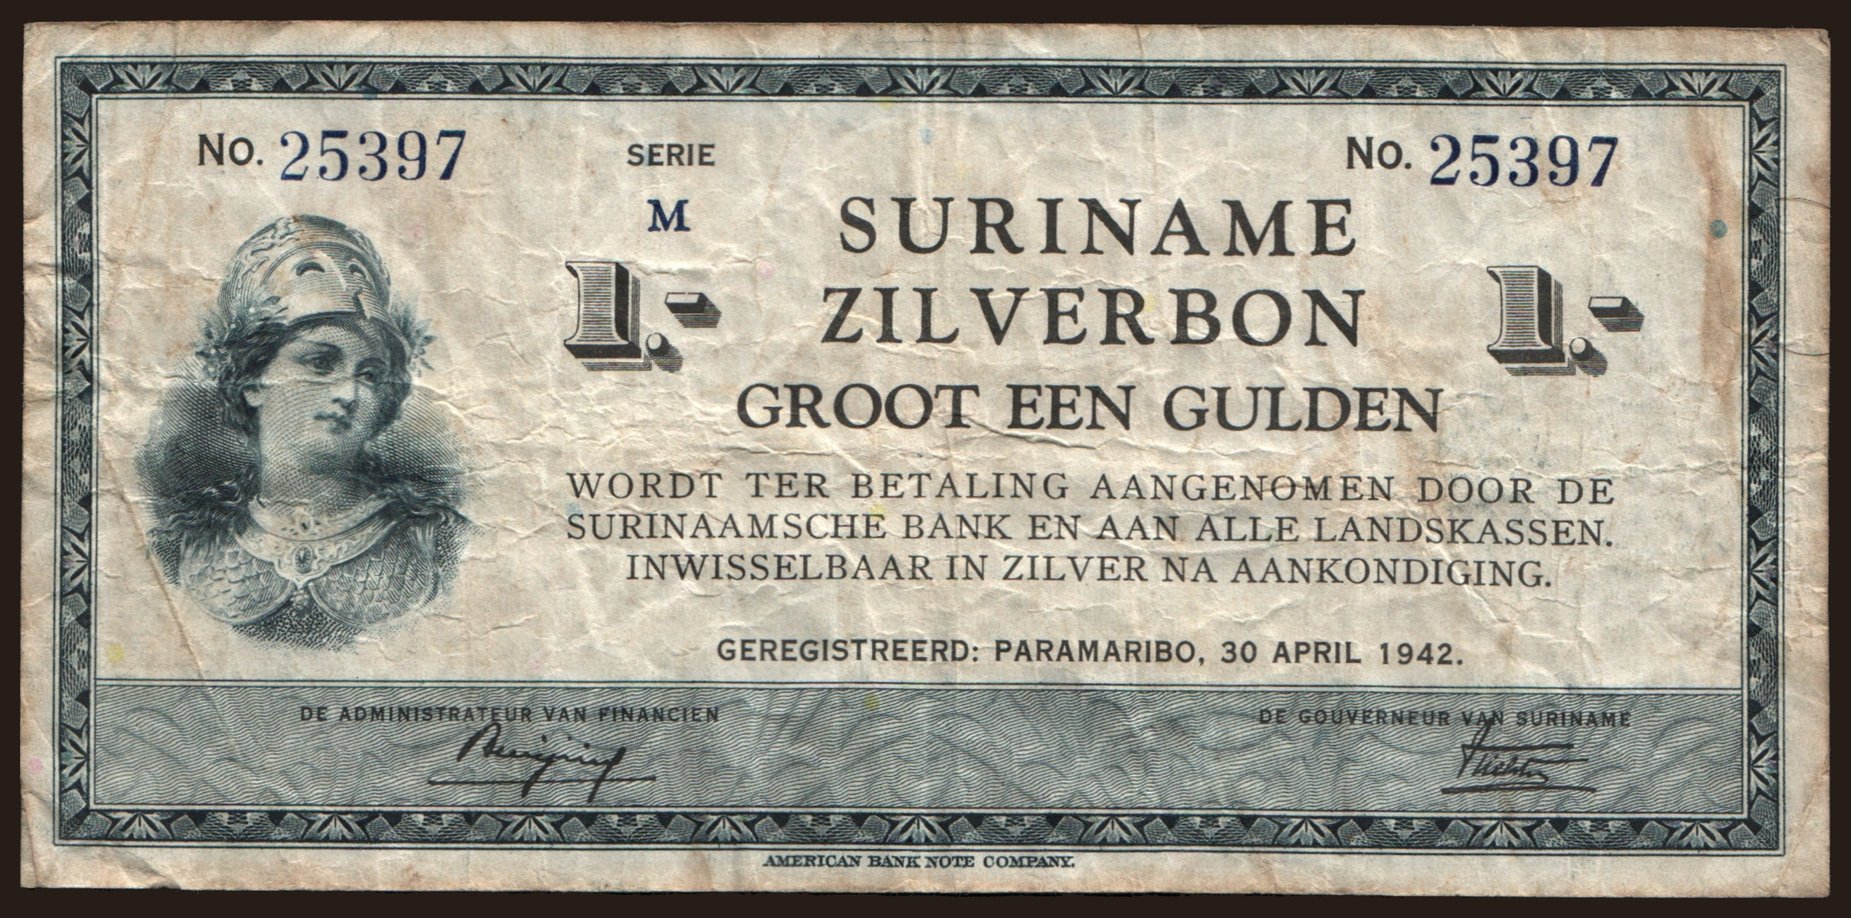 No. 25397
SERIE
No. 25397
M
SURINAME
1.- ZILVERBON 1.-
GROOT EEN GULDEN
WORDT TER BETALING AANGENOMEN DOOR DE
SURINAAMSCHE BANK EN AAN ALLE LANDSKASSEN.
INWISSELBAAR IN ZILVER NA AANKONDIGING.
GEREGISTREERD: PARAMARIBO, 30 APRIL 1942.
DE ADMINISTRATEUR VAN FINANCIEN
DE GOUVERNEUR VAN SURINAME
AMERICAN BANK NOTE COMPANY.